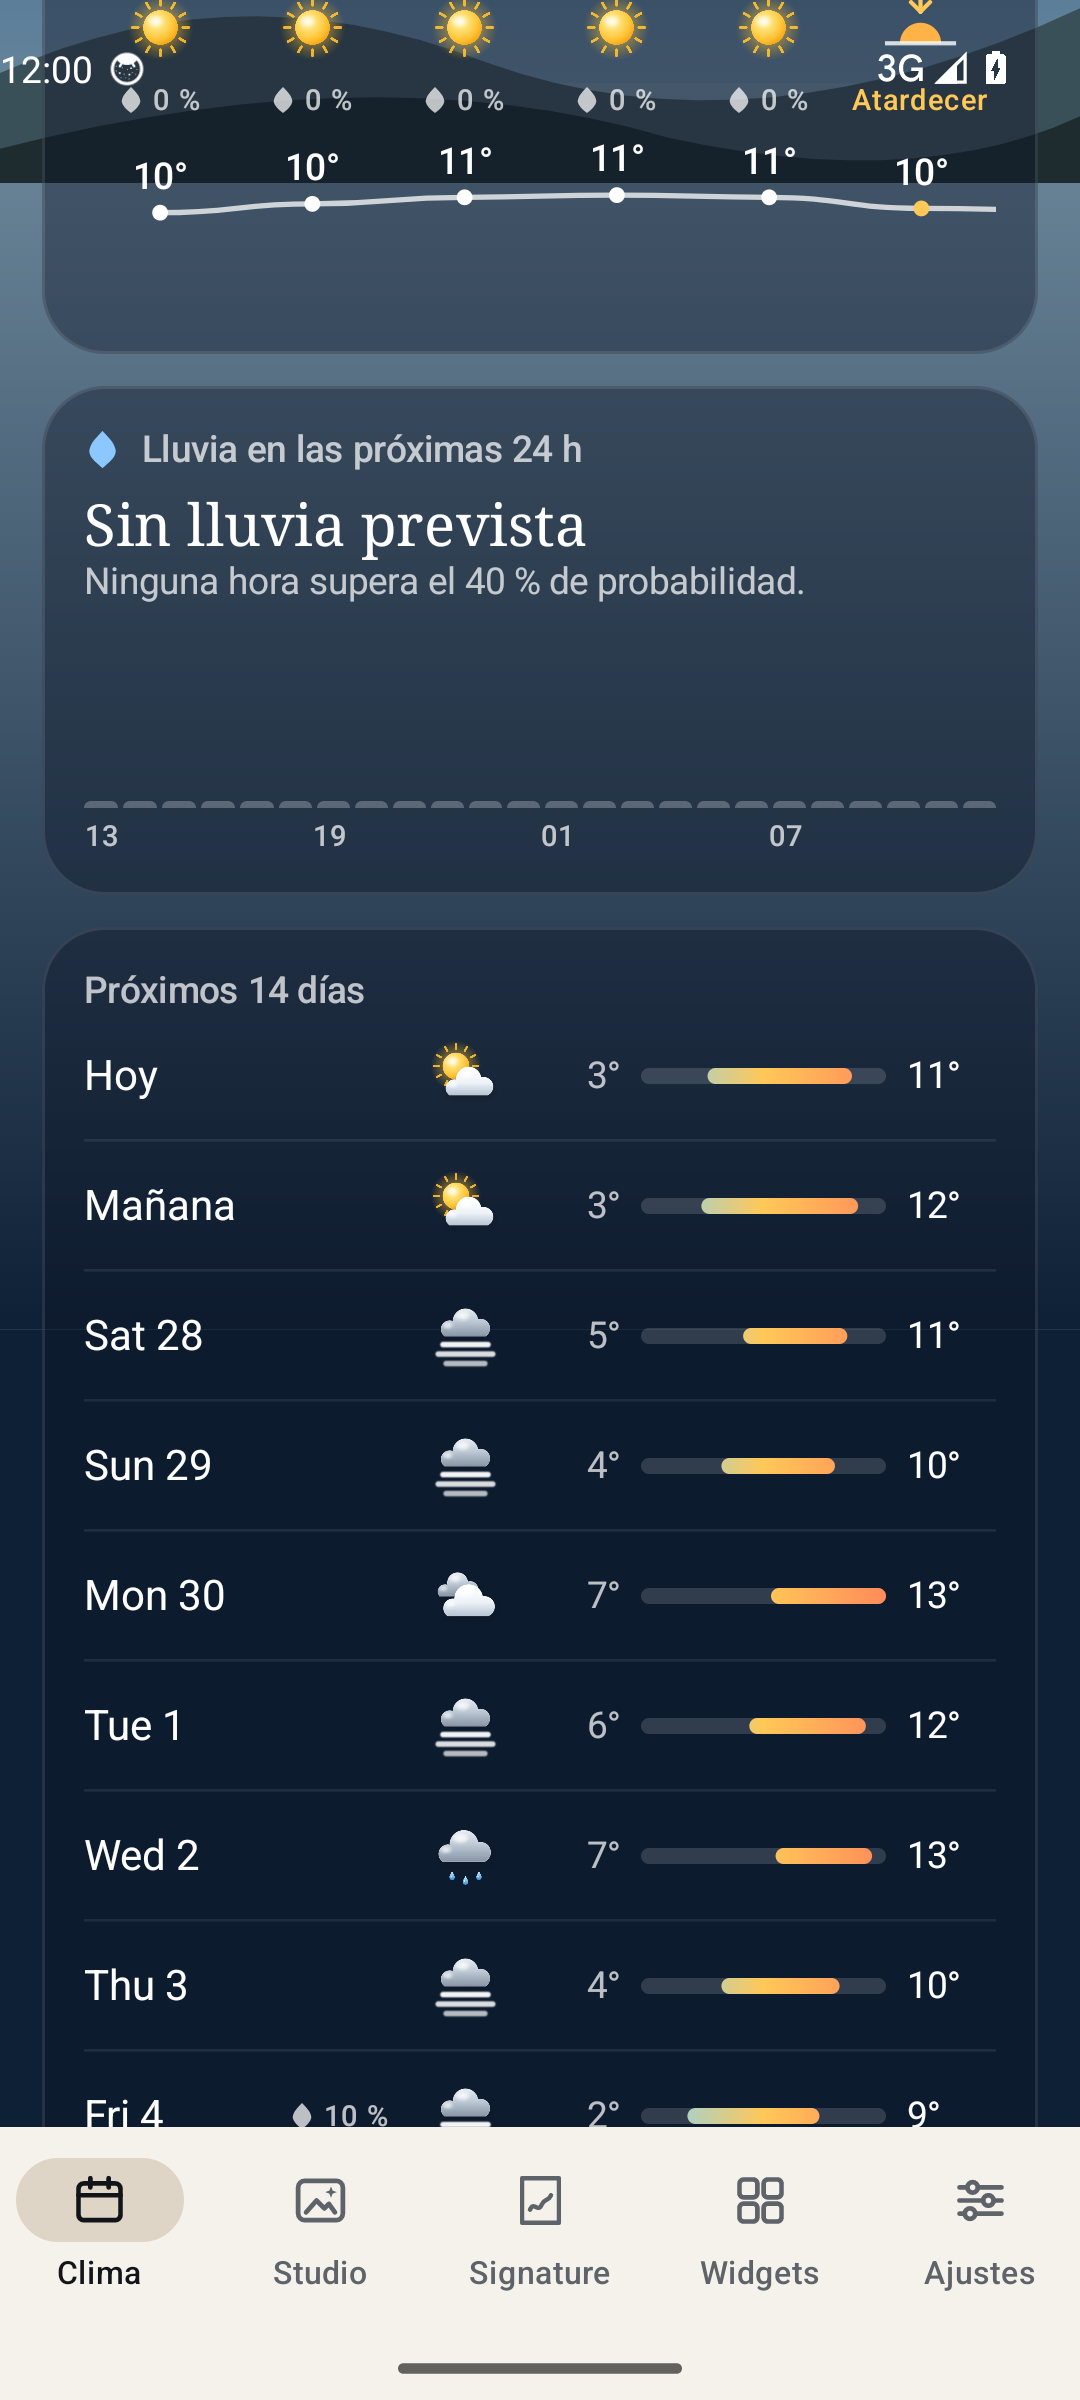 12:00
3G
0 %
0 %
0 %
0 %
0 %
Atardecer
10°
10°
11°
11°
11°
10°
Lluvia en las próximas 24 h
Sin lluvia prevista
Ninguna hora supera el 40 % de probabilidad.
13 19 01 07
Próximos 14 días
Hoy 3° 11°
Mañana 3° 12°
Sat 28 5° 11°
Sun 29 4° 10°
Mon 30 7° 13°
Tue 1 6° 12°
Wed 2 7° 13°
Thu 3 4° 10°
Fri 4 10 % 2° 9°
Clima
Studio
Signature
Widgets
Ajustes